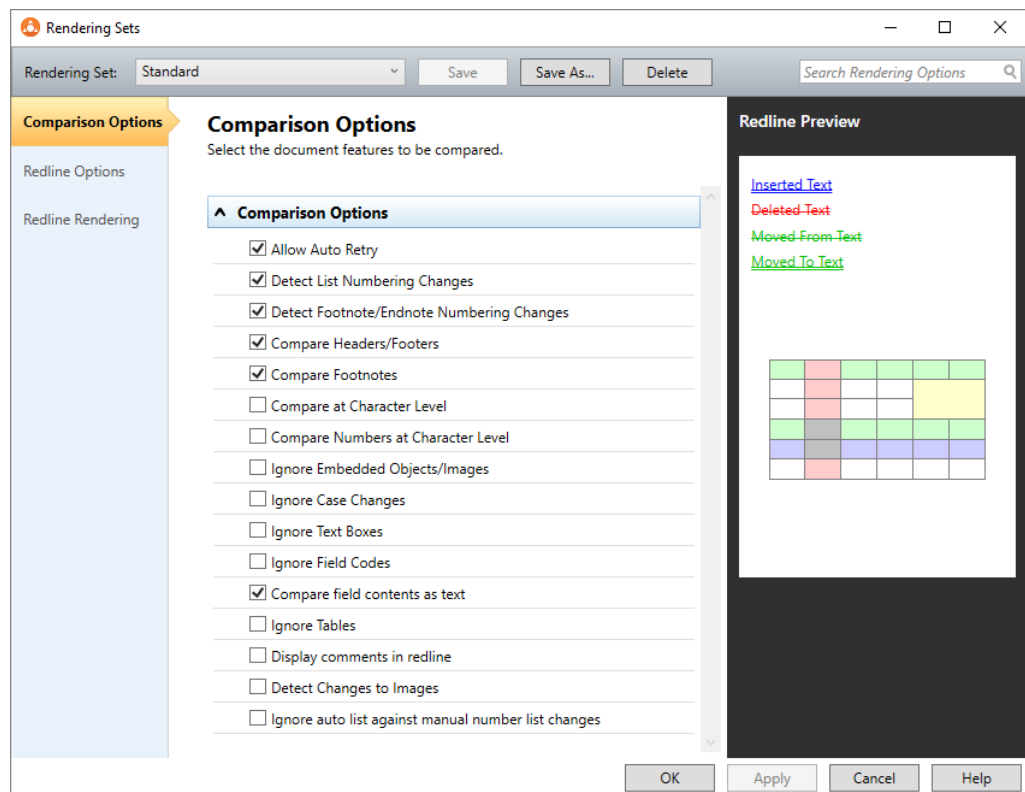 Rendering Sets
Rendering Set: Standard Save Save As... Delete Search Rendering Options
Comparison Options
Redline Options
Redline Rendering
Comparison Options
Select the document features to be compared.
Comparison Options
Allow Auto Retry
Detect List Numbering Changes
Detect Footnote/Endnote Numbering Changes
Compare Headers/Footers
Compare Footnotes
Compare at Character Level
Compare Numbers at Character Level
Ignore Embedded Objects/Images
Ignore Case Changes
Ignore Text Boxes
Ignore Field Codes
Compare field contents as text
Ignore Tables
Display comments in redline
Detect Changes to Images
Ignore auto list against manual number list changes
Redline Preview
Inserted Text
Deleted Text
Moved From Text
Moved To Text
OK Apply Cancel Help